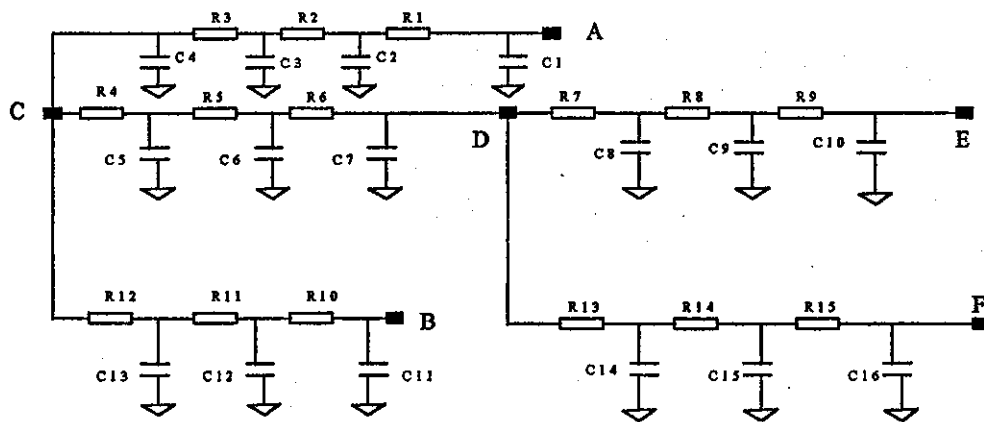 R3 R2 R1 A
C4 C3 C2 C1
C R4 R5 R6 D R7 R8 R9 E
C5 C6 C7 C8 C9 C10
R12 R11 R10 B R13 R14 R15 F
C13 C12 C11 C14 C15 C16